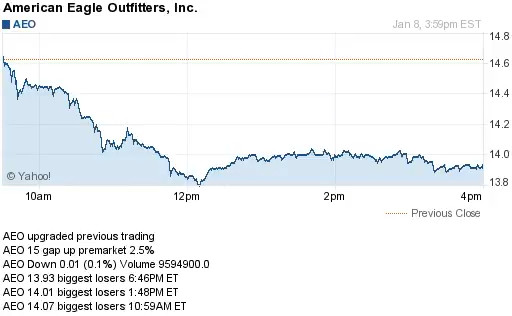 American Eagle Outfitters, Inc.
AEO
Jan 8, 3:59pm EST
14.8
14.6
14.4
14.2
14.0
13.8
© Yahoo!
10am
12pm
2pm
4pm
Previous Close
AEO upgraded previous trading
AEO 15 gap up premarket 2.5%
AEO Down 0.01 (0.1%) Volume 9594900.0
AEO 13.93 biggest losers 6:46PM ET
AEO 14.01 biggest losers 1:48PM ET
AEO 14.07 biggest losers 10:59AM ET